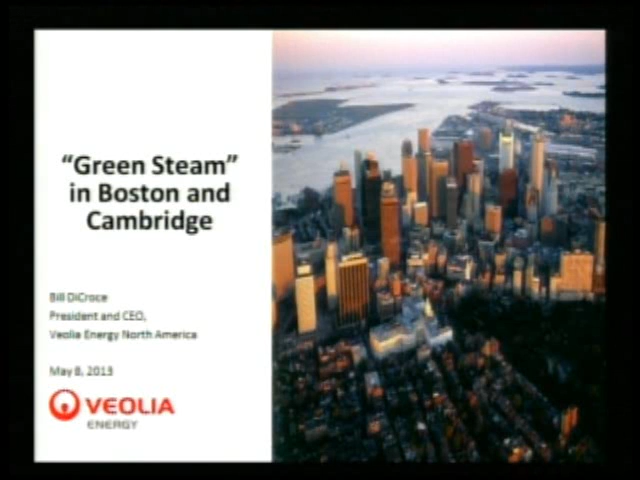 “Green Steam”
in Boston and
Cambridge
Bill DiCroce
President and CEO,
Veolia Energy North America
May 8, 2013
VEOLIA
ENERGY